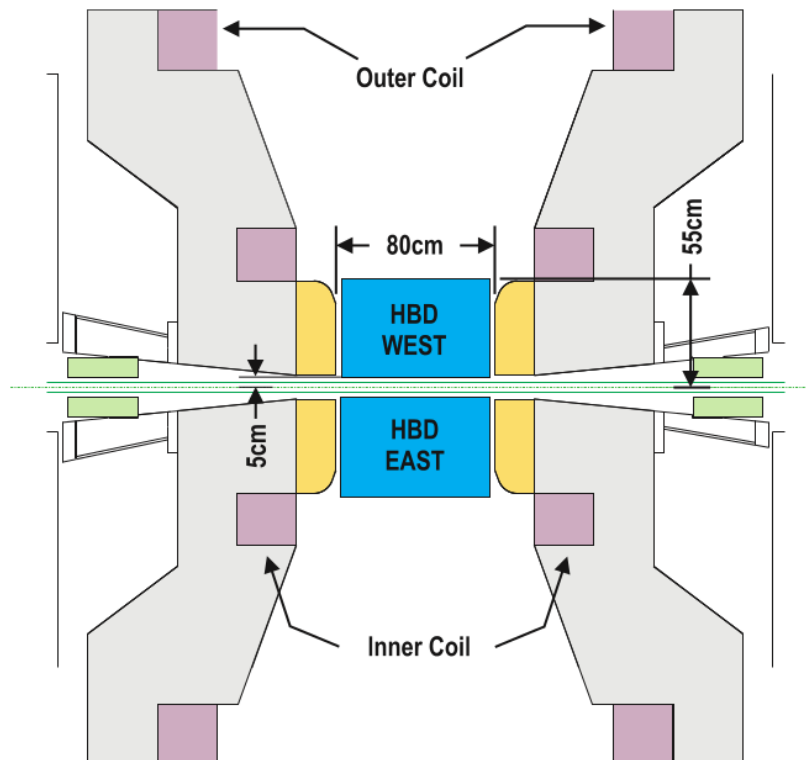 Outer Coil
80cm
55cm
HBD
WEST
5cm
HBD
EAST
Inner Coil